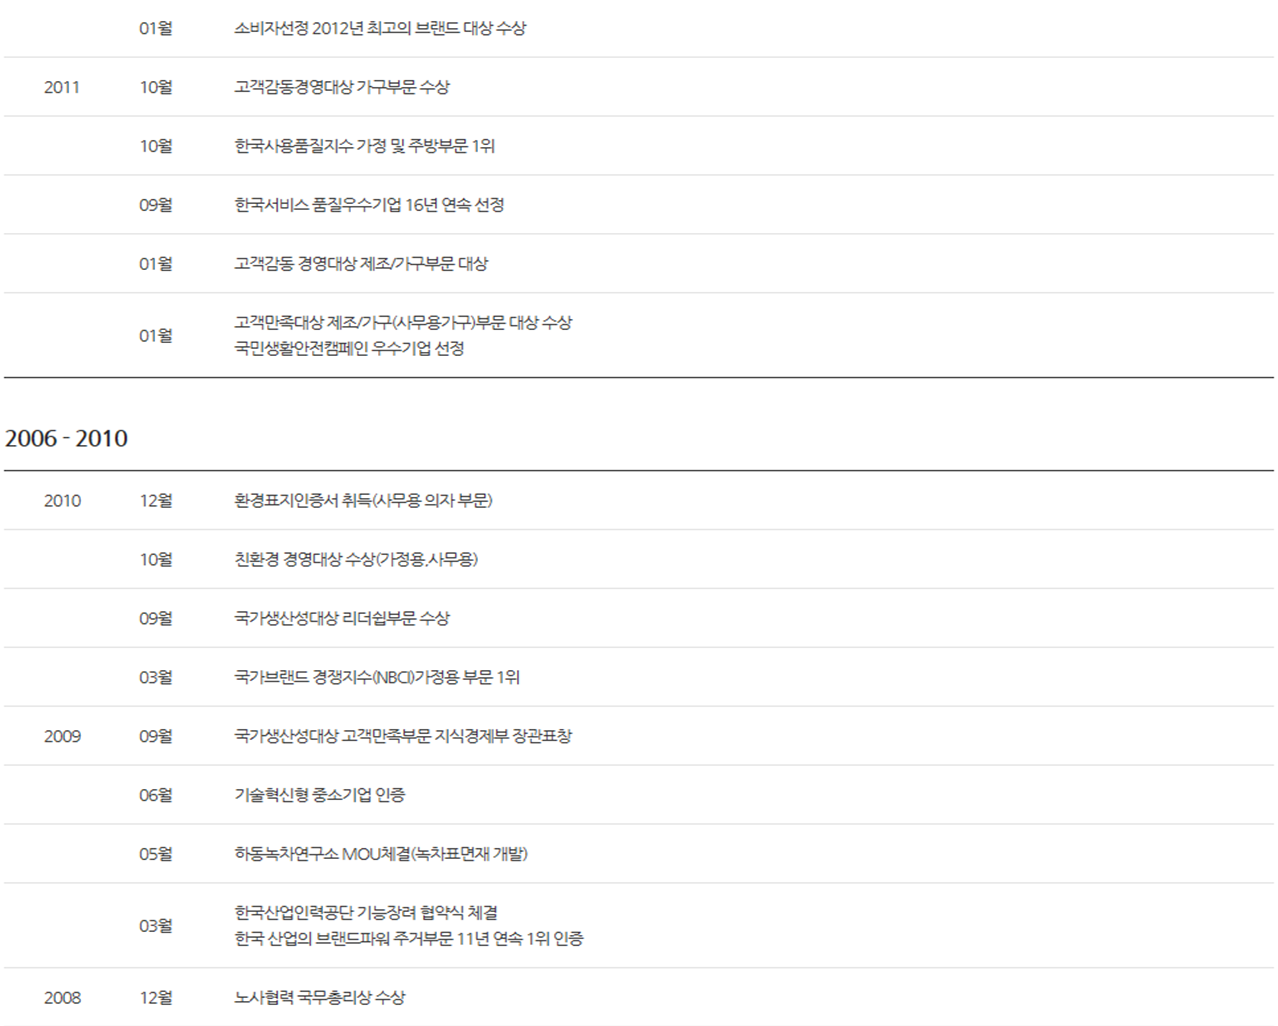 01월 소비자선정 2012년 최고의 브랜드 대상 수상
2011 10월 고객감동경영대상 가구부문 수상
10월 한국사용품질지수 가정 및 주방부문 1위
09월 한국서비스 품질우수기업 16년 연속 선정
01월 고객감동 경영대상 제조/가구부문 대상
01월 고객만족대상 제조/가구(사무용가구)부문 대상 수상
국민생활안전캠페인 우수기업 선정
2006 - 2010
2010 12월 환경표지인증서 취득(사무용 의자 부문)
10월 친환경 경영대상 수상(가정용.사무용)
09월 국가생산성대상 리더쉽부문 수상
03월 국가브랜드 경쟁지수(NBCI)가정용 부문 1위
2009 09월 국가생산성대상 고객만족부문 지식경제부 장관표창
06월 기술혁신형 중소기업 인증
05월 하동녹차연구소 MOU체결(녹차표면재 개발)
03월 한국산업인력공단 기능장려 협약식 체결
한국 산업의 브랜드파워 주거부문 11년 연속 1위 인증
2008 12월 노사협력 국무총리상 수상